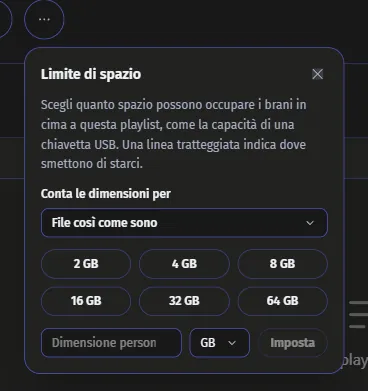 Limite di spazio
Scegli quanto spazio possono occupare i brani in
cima a questa playlist, come la capacità di una
chiavetta USB. Una linea tratteggiata indica dove
smettono di starci.
Conta le dimensioni per
File così come sono
2 GB
4 GB
8 GB
16 GB
32 GB
64 GB
Dimensione person
GB
Imposta
play